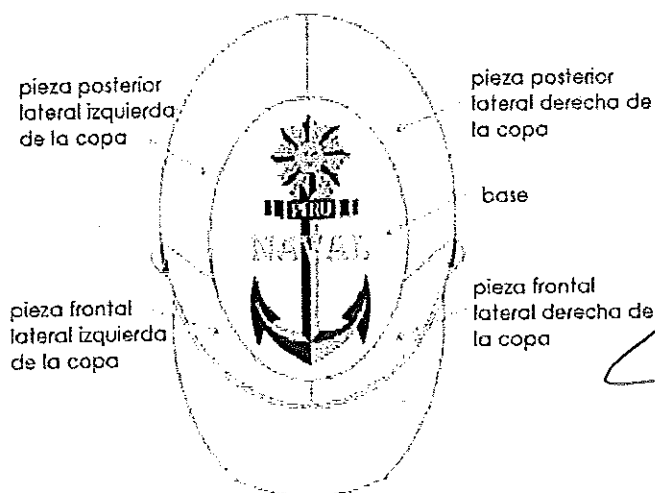 pieza posterior
lateral izquierda
de la copa
pieza posterior
lateral derecha de
la copa
base
NAVAL
pieza frontal
lateral izquierda
de la copa
pieza frontal
lateral derecha de
la copa